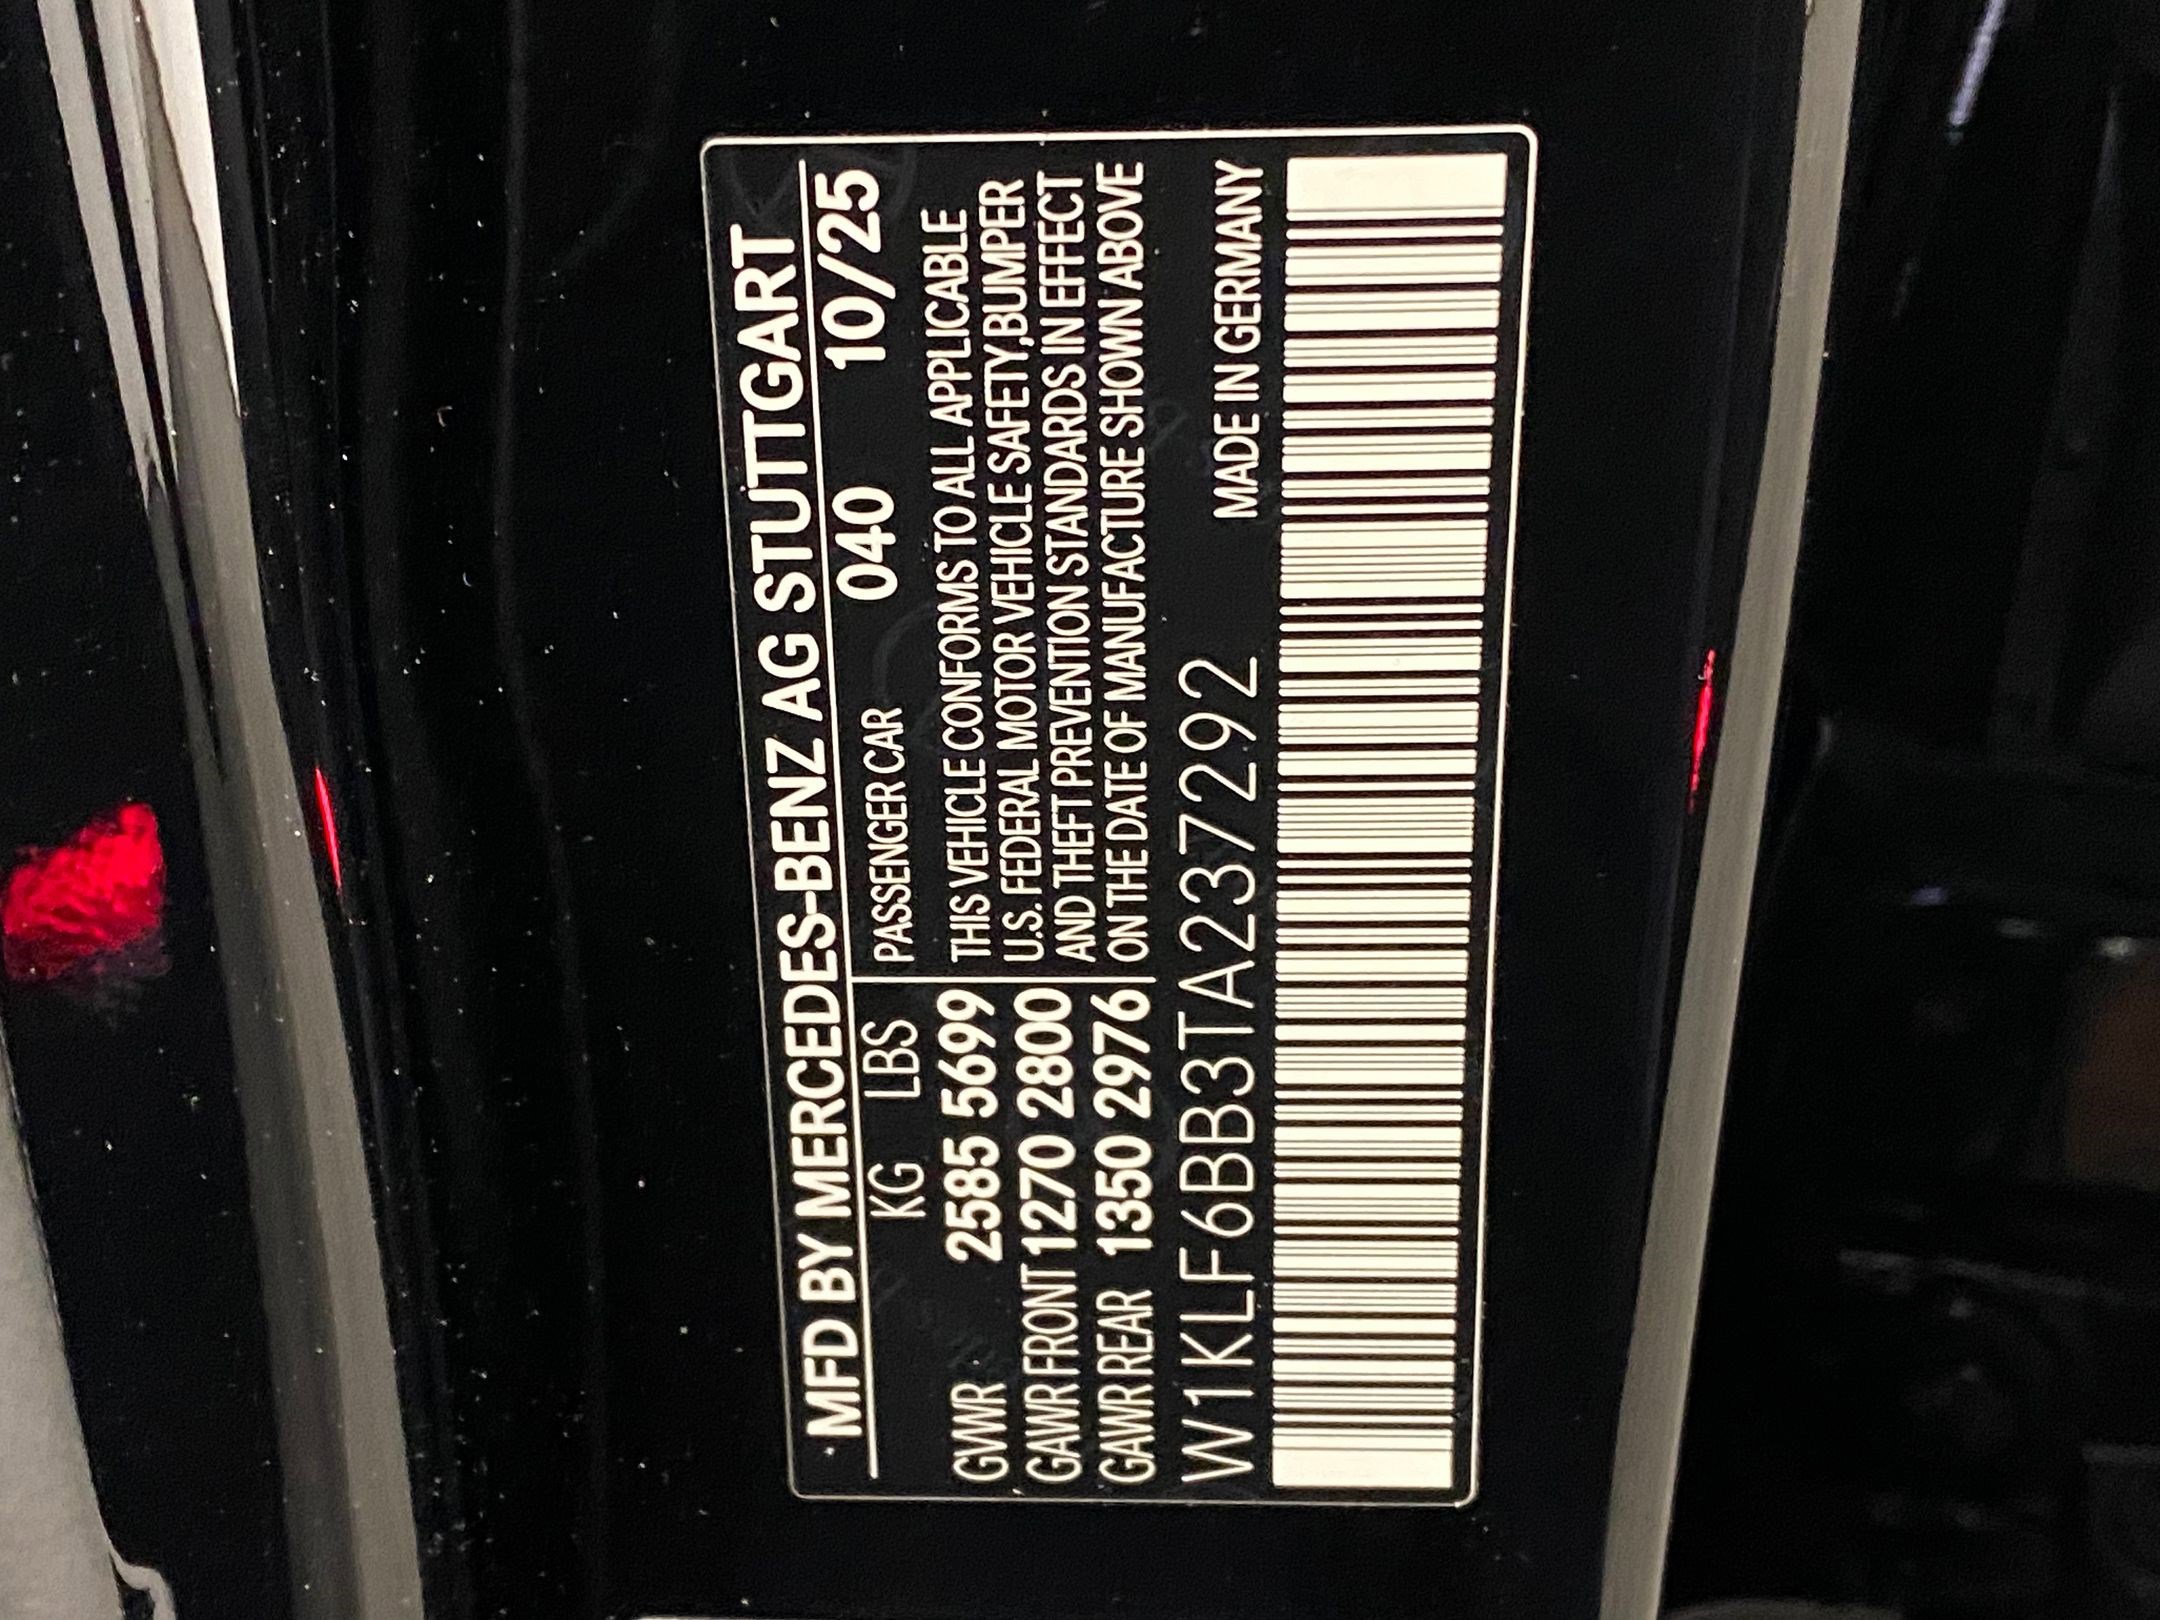 MFD BY MERCEDES-BENZ AG STUTTGART
KG LBS PASSENGER CAR 040 10/25
GVWR 2585 5699 THIS VEHICLE CONFORMS TO ALL APPLICABLE
GAWR FRONT 1270 2800 U.S. FEDERAL MOTOR VEHICLE SAFETY,BUMPER
AND THEFT PREVENTION STANDARDS IN EFFECT
GAWR REAR 1350 2976 ON THE DATE OF MANUFACTURE SHOWN ABOVE
W1KLF6BB3TA237292 MADE IN GERMANY